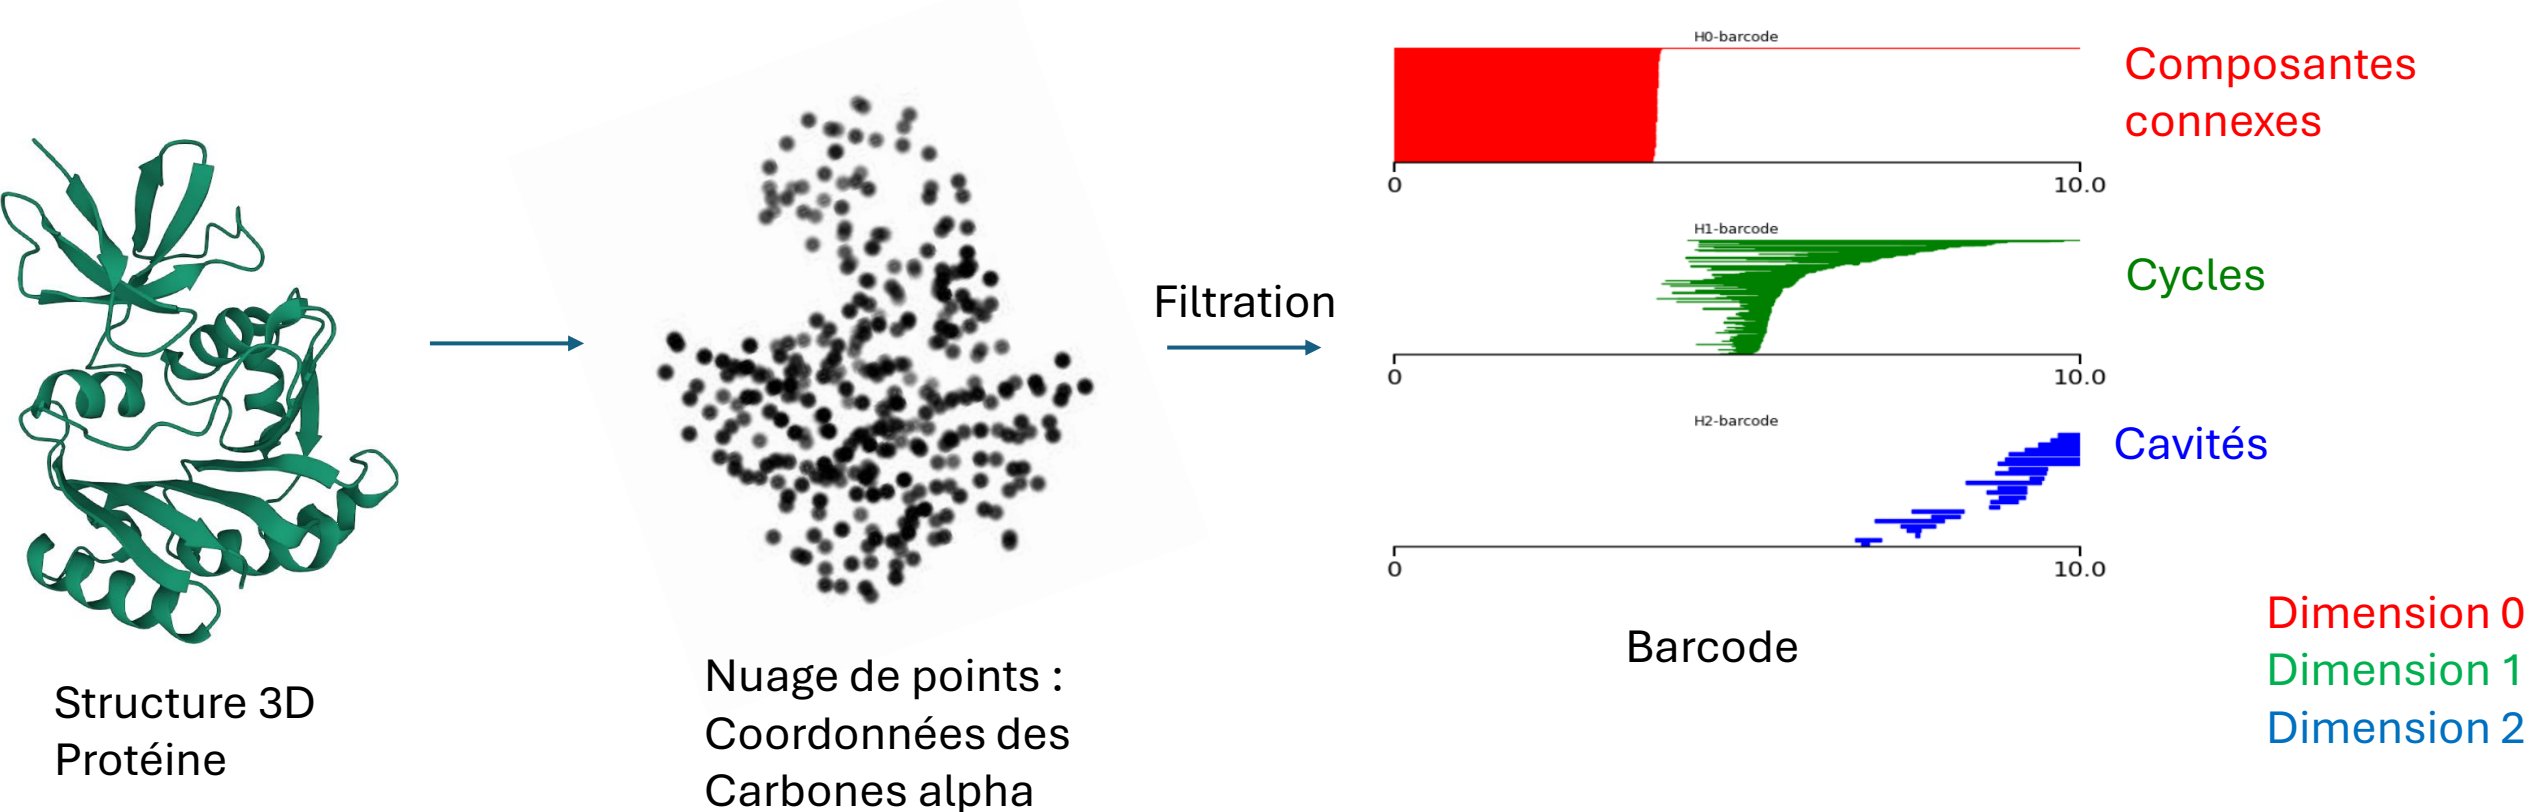 Structure 3D
Protéine
Nuage de points :
Coordonnées des
Carbones alpha
Filtration
H0-barcode
0
10.0
Composantes
connexes
H1-barcode
0
10.0
Cycles
H2-barcode
0
10.0
Cavités
Barcode
Dimension 0
Dimension 1
Dimension 2